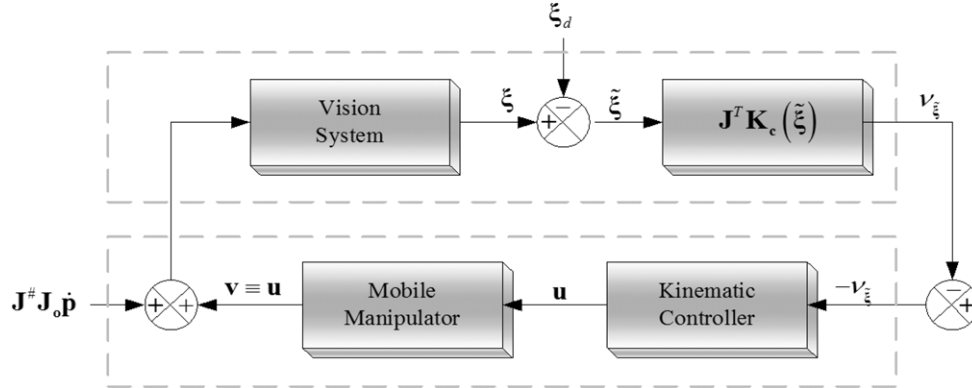 ξ_d
Vision
System
ξ
+
−
ξ̃
J^T K_c (ξ̃)
ν_ξ̃
J^# J_o ṗ
+
+
v ≡ u
Mobile
Manipulator
u
Kinematic
Controller
−ν_ξ̃
−
+